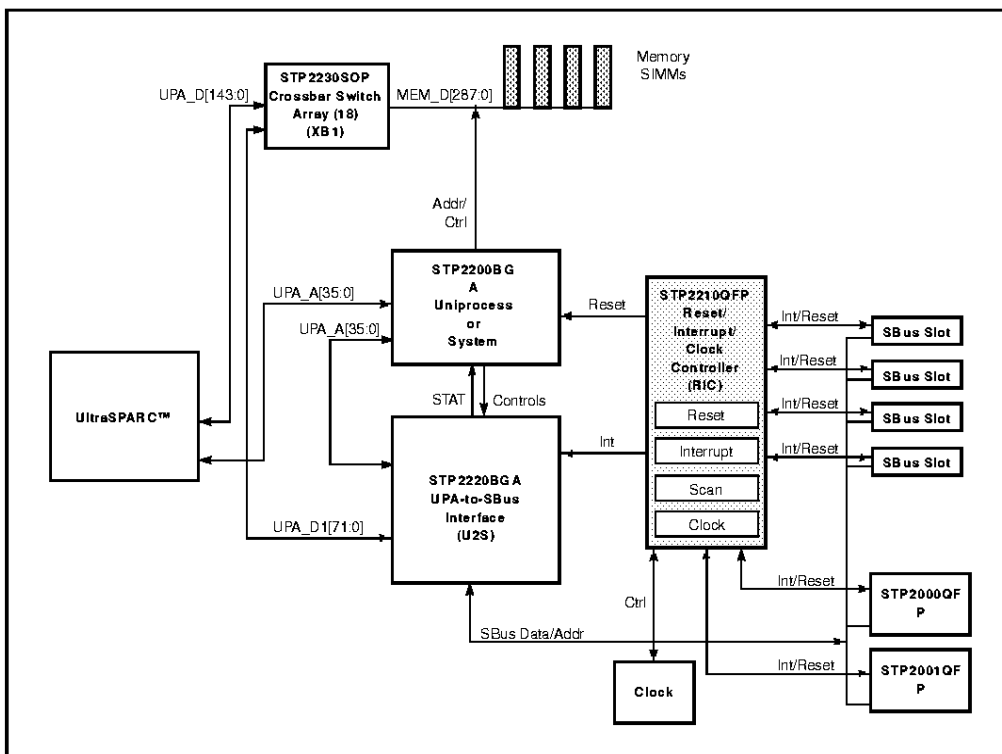 Memory
SIMMs
STP2230SOP
Crossbar Switch
Array (18)
(XB1)
UPA_D[143:0]
MEM_D[287:0]
Addr/
Ctrl
STP2200BG
A
Uniprocess
or
System
UPA_A[35:0]
UPA_A[35:0]
Reset
STP2210QFP
Reset/
Interrupt/
Clock
Controller
(RIC)
Reset
Interrupt
Scan
Clock
Int/Reset
SBus Slot
Int/Reset
SBus Slot
Int/Reset
SBus Slot
Int/Reset
SBus Slot
UltraSPARC™
STAT
Controls
Int
STP2220BGA
UPA-to-SBus
Interface
(U2S)
UPA_D1[71:0]
SBus Data/Addr
Ctrl
Clock
Int/Reset
STP2000QF
P
Int/Reset
STP2001QF
P